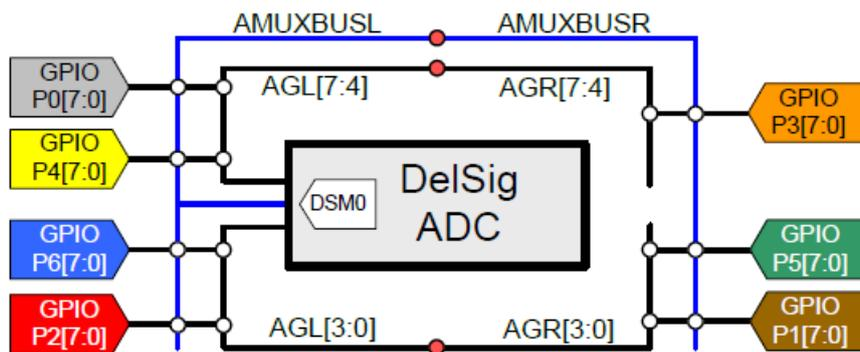 AMUXBUSL AMUXBUSR
GPIO
P0[7:0]
AGL[7:4] AGR[7:4]
GPIO
P3[7:0]
GPIO
P4[7:0]
DelSig
ADC
DSM0
GPIO
P6[7:0]
GPIO
P5[7:0]
GPIO
P2[7:0]
AGL[3:0] AGR[3:0]
GPIO
P1[7:0]